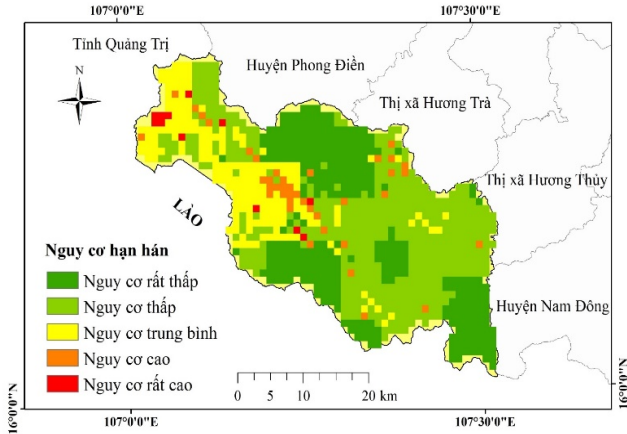 107°0'0"E
107°30'0"E
Tỉnh Quảng Trị
Huyện Phong Điền
N
Thị xã Hương Trà
Thị xã Hương Thủy
LÀO
Nguy cơ hạn hán
Nguy cơ rất thấp
Nguy cơ thấp
Nguy cơ trung bình
Nguy cơ cao
Nguy cơ rất cao
Huyện Nam Đông
0 5 10 20 km
16°0'0"N
16°0'0"N
107°0'0"E
107°30'0"E